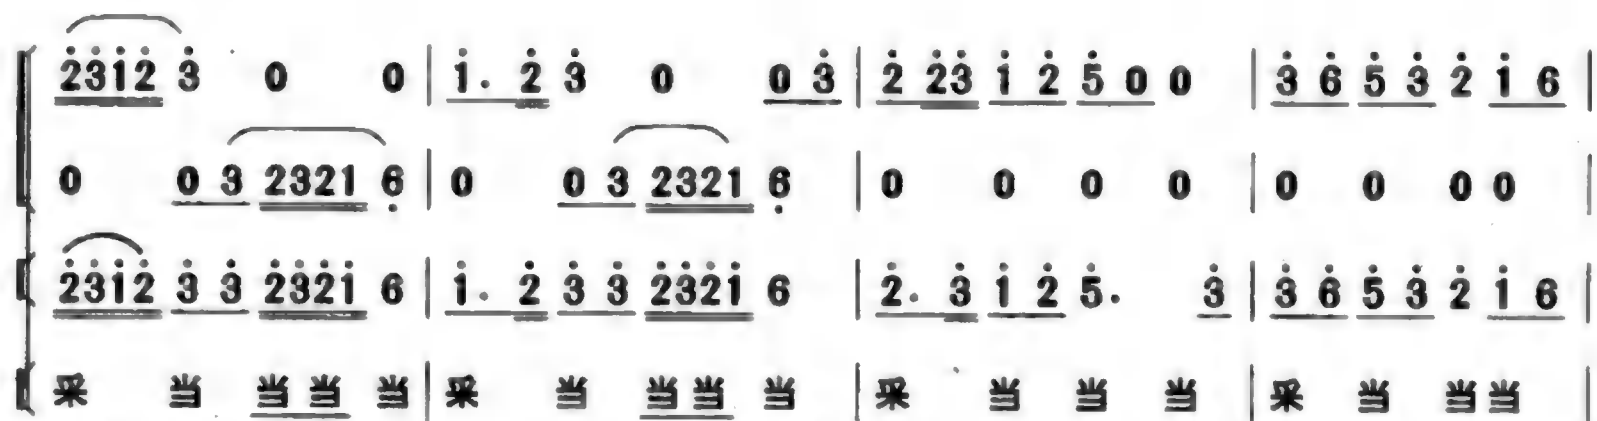 2312 3 0 0 | 1. 2 3 0 0 3 | 2 23 1 2 5 0 0 | 3 6 5 3 2 1 6 |
0 0 3 2321 6 | 0 0 3 2321 6 | 0 0 0 0 | 0 0 0 0 |
2312 3 3 2321 6 | 1. 2 3 3 2321 6 | 2. 3 1 2 5. 3 | 3 6 5 3 2 1 6 |
采 当 当当 当 | 采 当 当当 当 | 采 当 当 当 | 采 当 当当 |